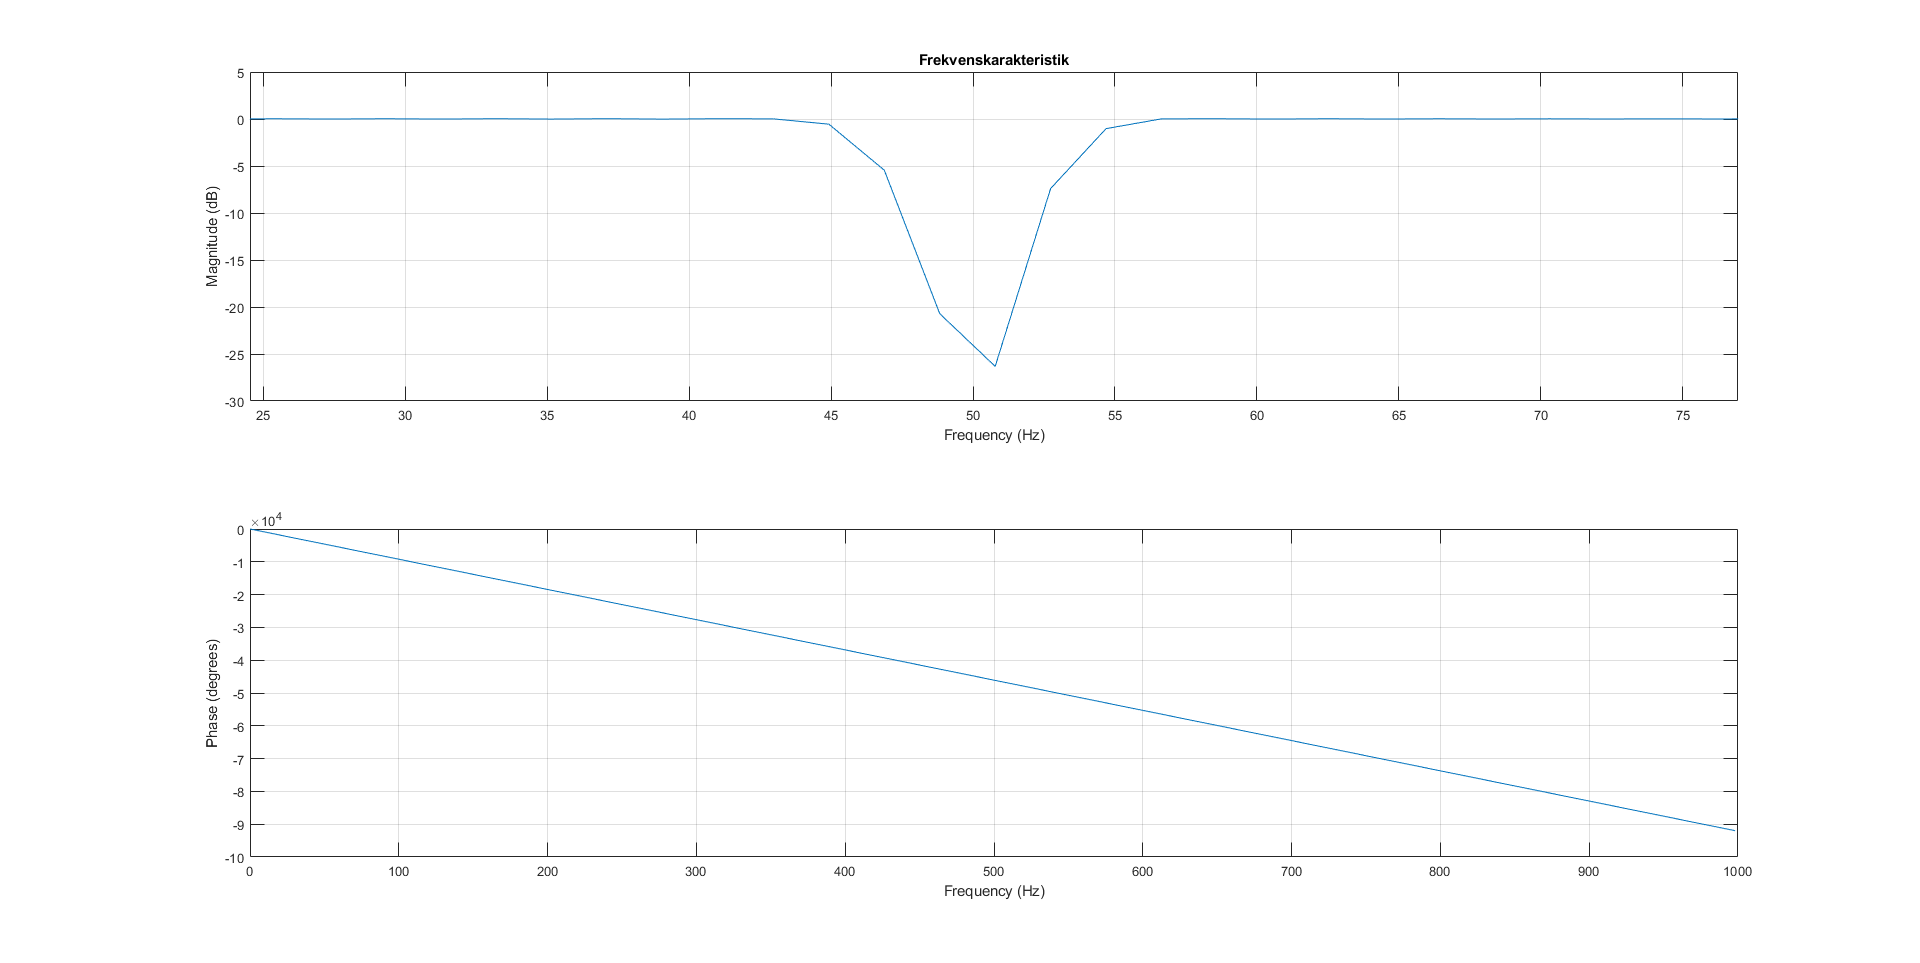 Frekvenskarakteristik
5
0
-5
-10
-15
-20
-25
-30
Magnitude (dB)
25 30 35 40 45 50 55 60 65 70 75
Frequency (Hz)
×10^4
0
-1
-2
-3
-4
-5
-6
-7
-8
-9
-10
Phase (degrees)
0 100 200 300 400 500 600 700 800 900 1000
Frequency (Hz)